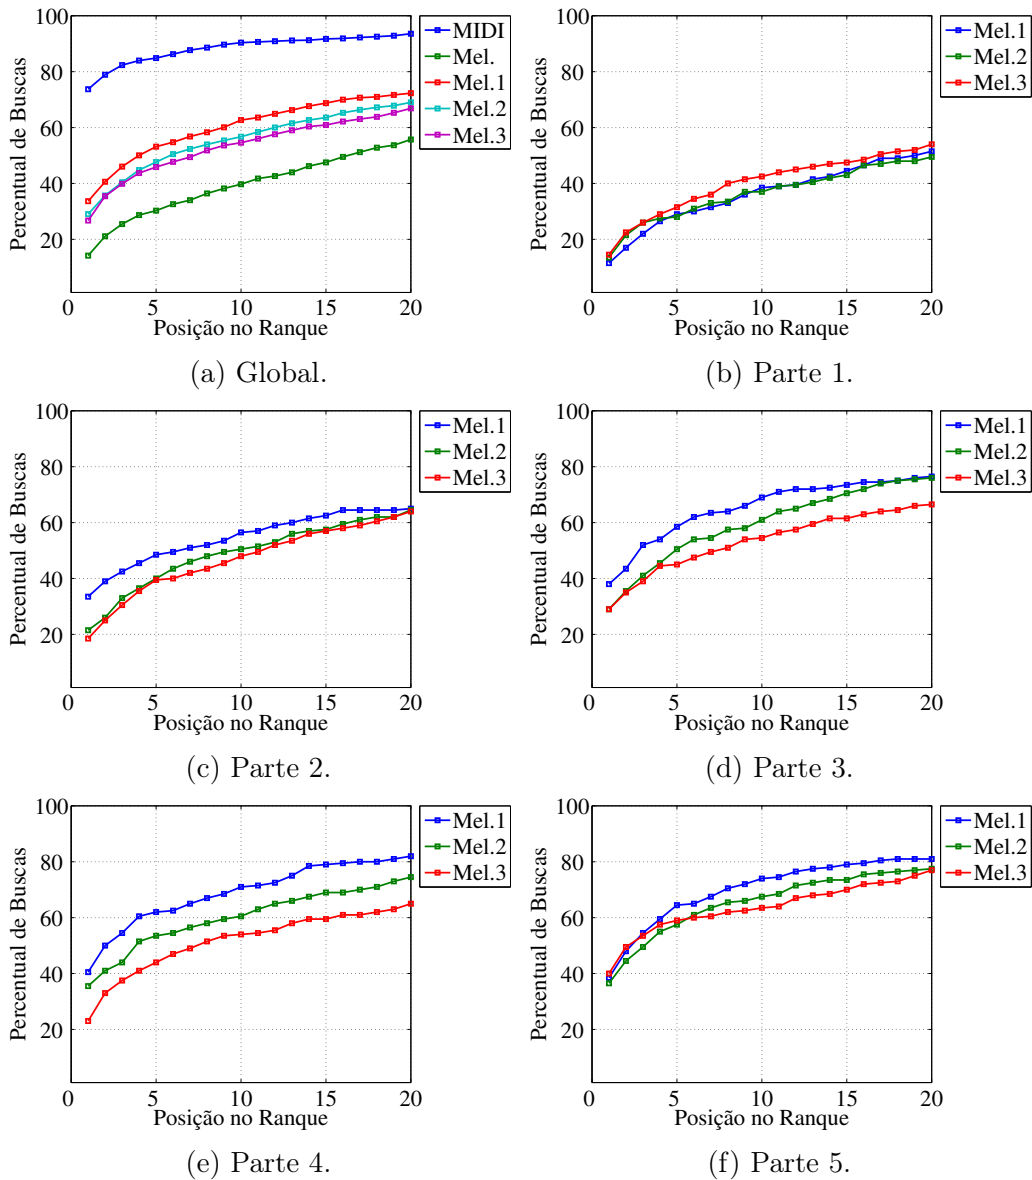 100
80
60
40
20
0 5 10 15 20
Percentual de Buscas
Posição no Ranque
MIDI
Mel.
Mel.1
Mel.2
Mel.3
(a) Global.
100
80
60
40
20
0 5 10 15 20
Percentual de Buscas
Posição no Ranque
Mel.1
Mel.2
Mel.3
(b) Parte 1.
100
80
60
40
20
0 5 10 15 20
Percentual de Buscas
Posição no Ranque
Mel.1
Mel.2
Mel.3
(c) Parte 2.
100
80
60
40
20
0 5 10 15 20
Percentual de Buscas
Posição no Ranque
Mel.1
Mel.2
Mel.3
(d) Parte 3.
100
80
60
40
20
0 5 10 15 20
Percentual de Buscas
Posição no Ranque
Mel.1
Mel.2
Mel.3
(e) Parte 4.
100
80
60
40
20
0 5 10 15 20
Percentual de Buscas
Posição no Ranque
Mel.1
Mel.2
Mel.3
(f) Parte 5.